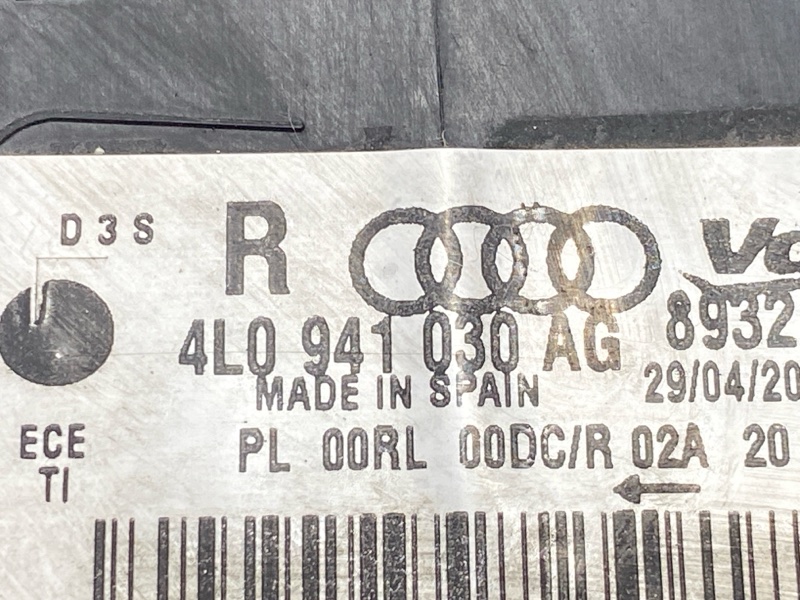 D3S R
4L0 941 030 AG 8932
MADE IN SPAIN 29/04/20
ECE PL 00RL 00DC/R 02A 20
TI